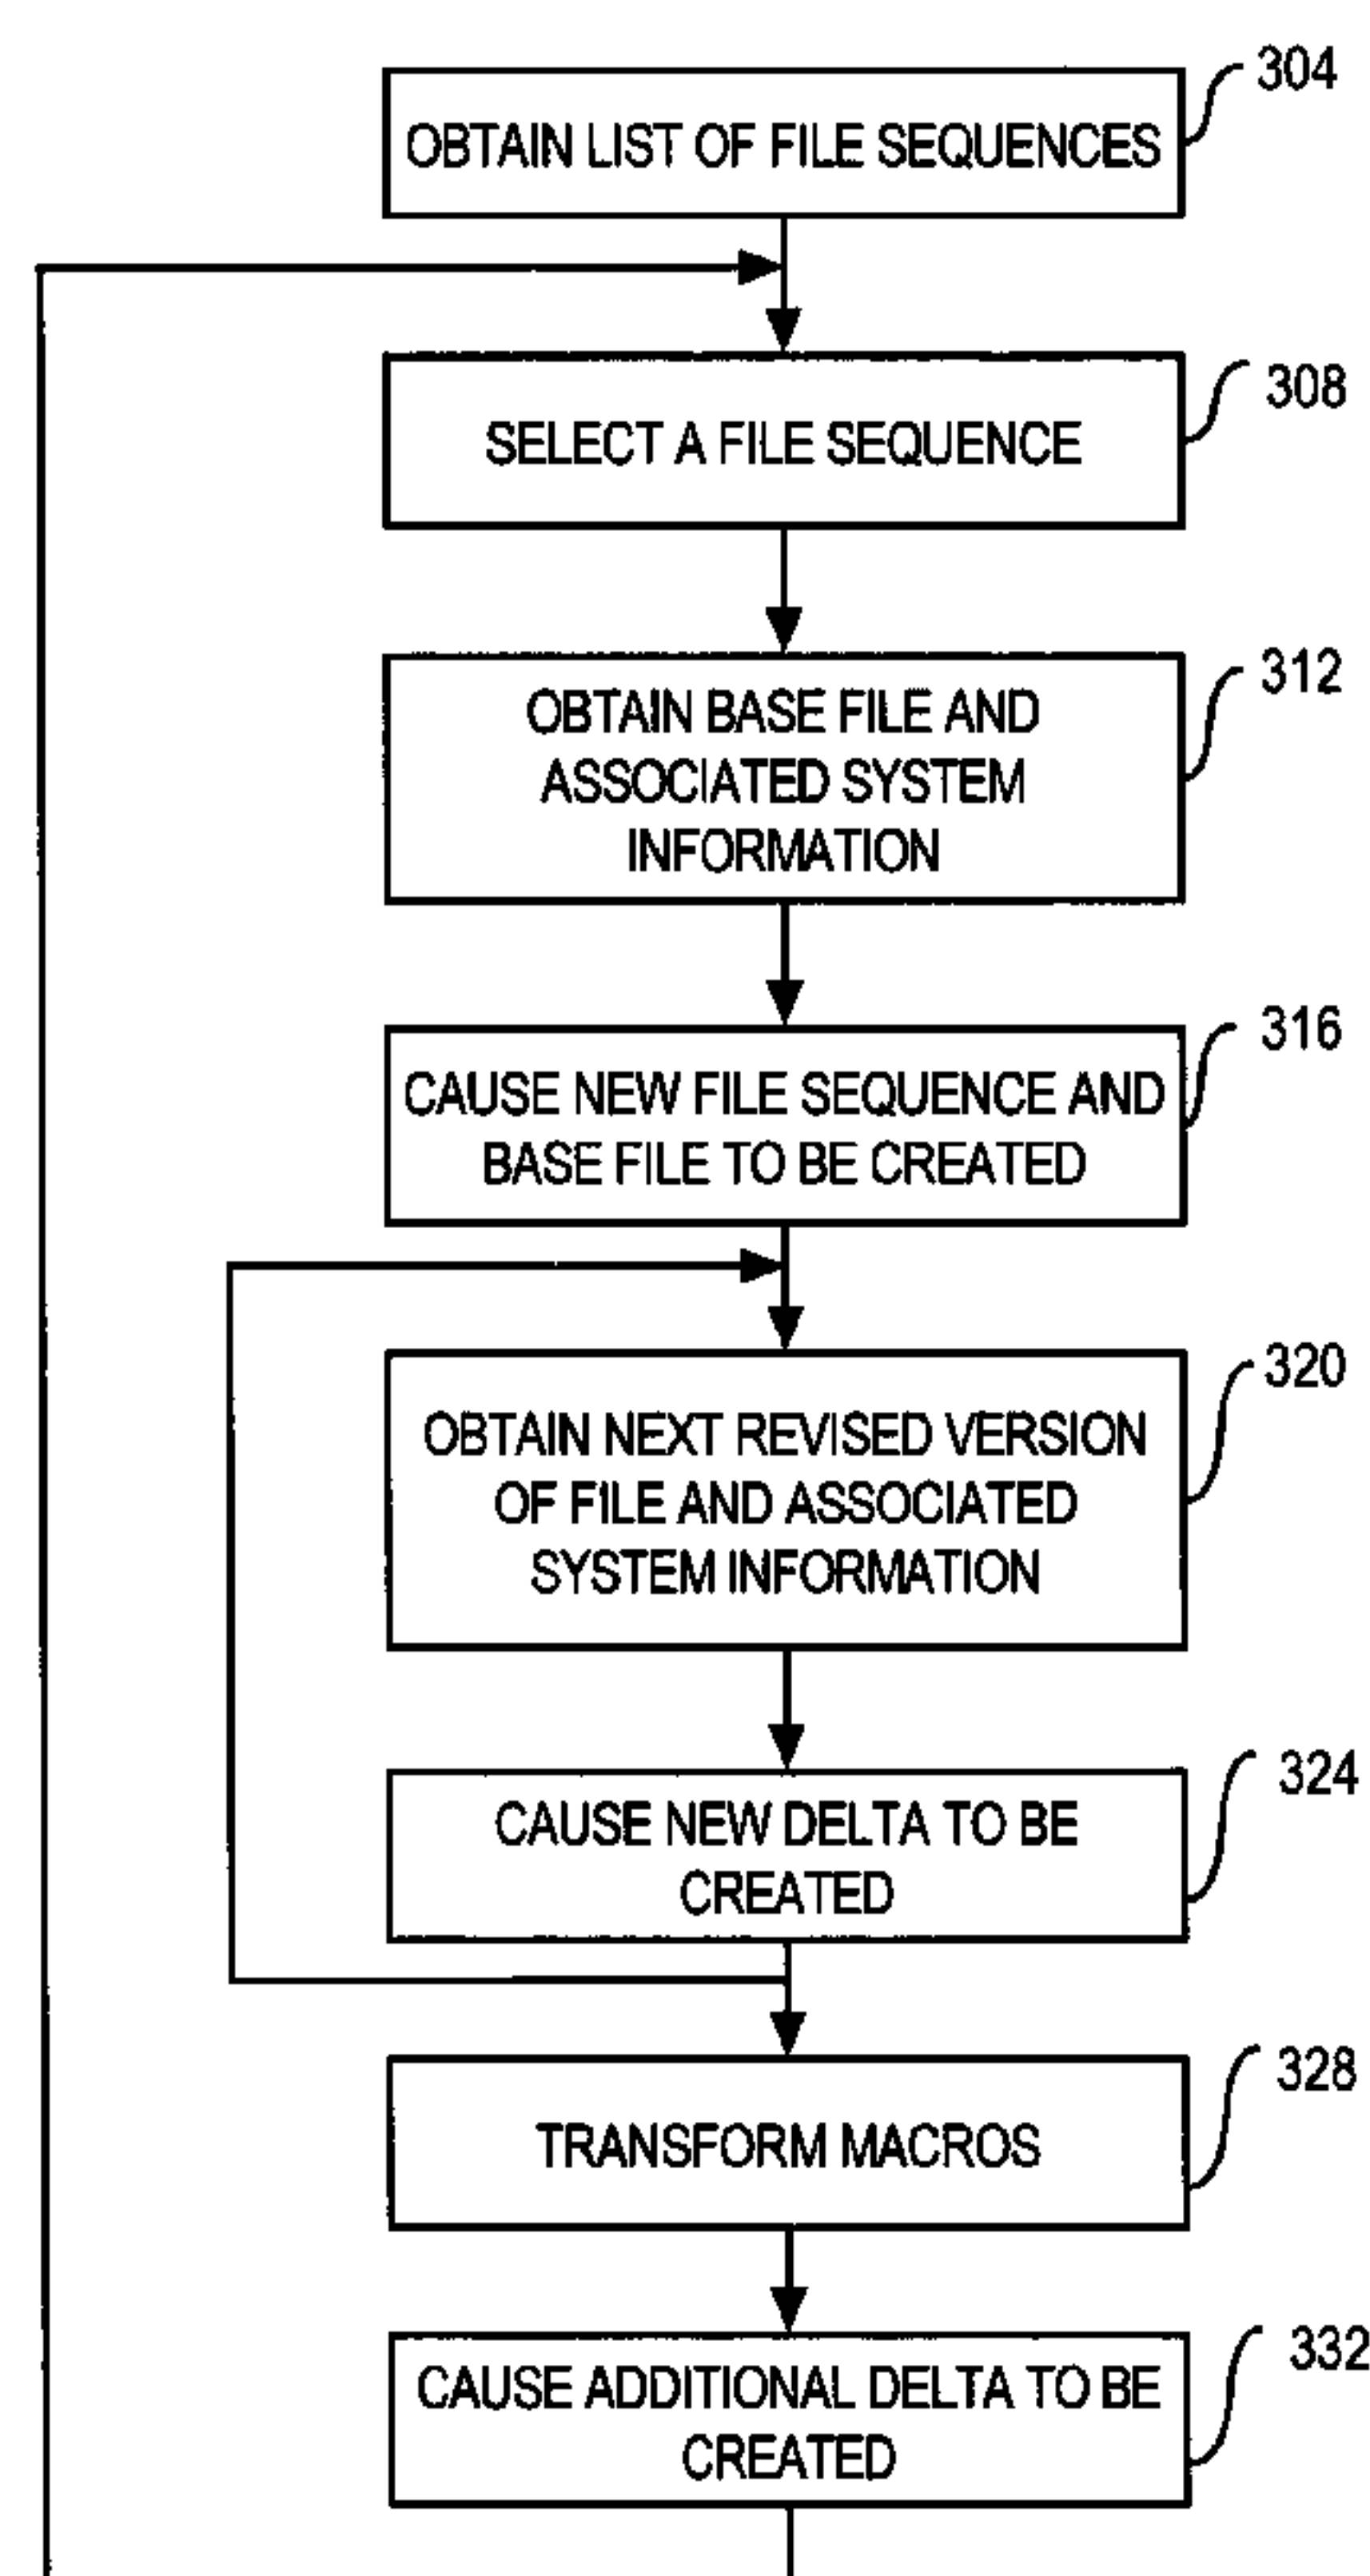 304
OBTAIN LIST OF FILE SEQUENCES
308
SELECT A FILE SEQUENCE
312
OBTAIN BASE FILE AND
ASSOCIATED SYSTEM
INFORMATION
316
CAUSE NEW FILE SEQUENCE AND
BASE FILE TO BE CREATED
320
OBTAIN NEXT REVISED VERSION
OF FILE AND ASSOCIATED
SYSTEM INFORMATION
324
CAUSE NEW DELTA TO BE
CREATED
328
TRANSFORM MACROS
332
CAUSE ADDITIONAL DELTA TO BE
CREATED